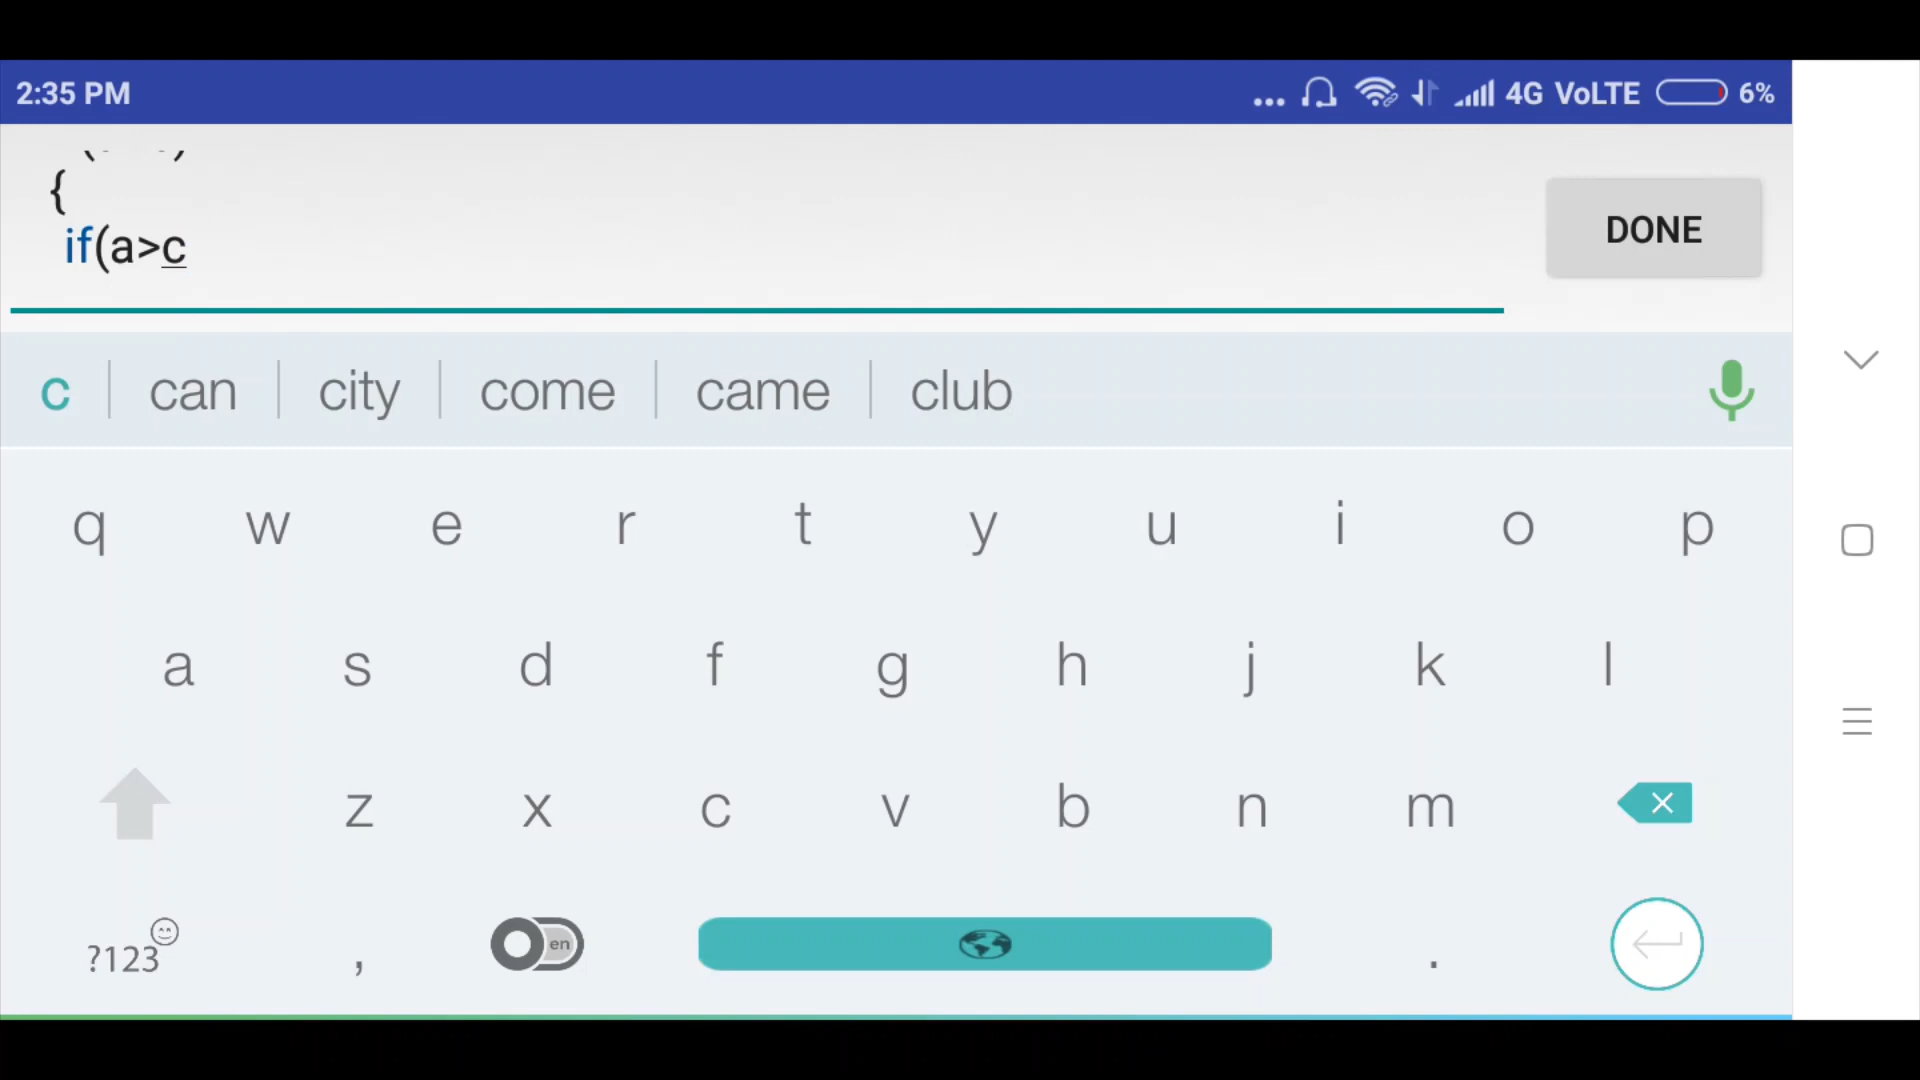 2:35 PM
... 4G VoLTE 6%
{
if(a>c
DONE
c can city come came club
q w e r t y u i o p
a s d f g h j k l
z x c v b n m
?123 , en .